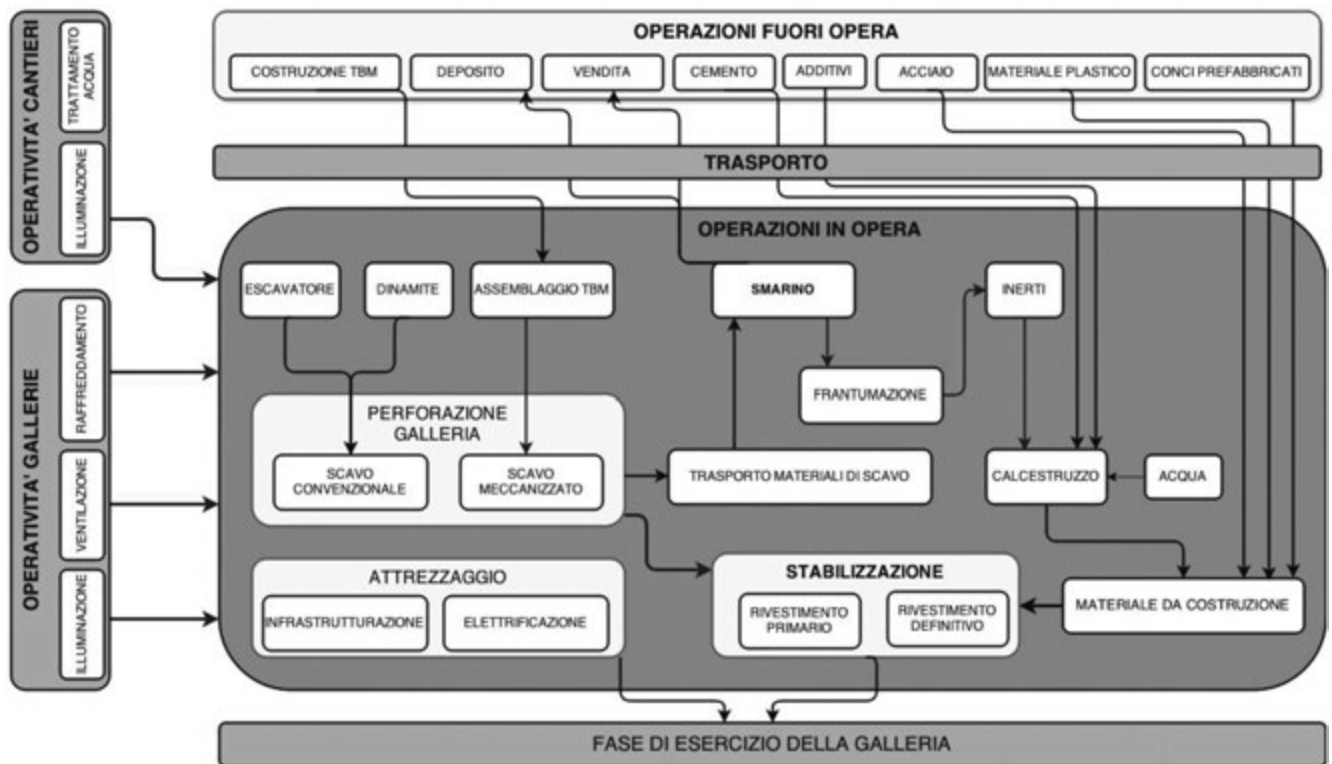 OPERATIVITA' CANTIERI
TRATTAMENTO
ACQUA
ILLUMINAZIONE
OPERATIVITA' GALLERIE
RAFFREDDAMENTO
VENTILAZIONE
ILLUMINAZIONE
OPERAZIONI FUORI OPERA
COSTRUZIONE TBM
DEPOSITO
VENDITA
CEMENTO
ADDITIVI
ACCIAIO
MATERIALE PLASTICO
CONCI PREFABBRICATI
TRASPORTO
OPERAZIONI IN OPERA
ESCAVATORE
DINAMITE
ASSEMBLAGGIO TBM
SMARINO
INERTI
FRANTUMAZIONE
PERFORAZIONE
GALLERIA
SCAVO
CONVENZIONALE
SCAVO
MECCANIZZATO
TRASPORTO MATERIALI DI SCAVO
CALCESTRUZZO
ACQUA
ATTREZZAGGIO
INFRASTRUTTURAZIONE
ELETTRIFICAZIONE
STABILIZZAZIONE
RIVESTIMENTO
PRIMARIO
RIVESTIMENTO
DEFINITIVO
MATERIALE DA COSTRUZIONE
FASE DI ESERCIZIO DELLA GALLERIA